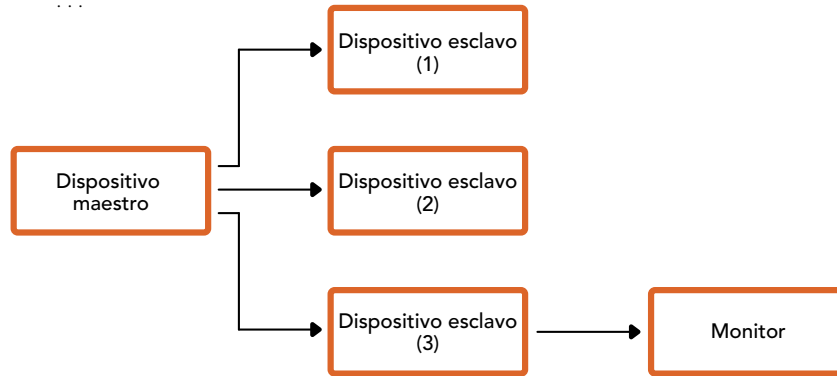 ...
Dispositivo esclavo
(1)
Dispositivo
maestro
Dispositivo esclavo
(2)
Dispositivo esclavo
(3)
Monitor